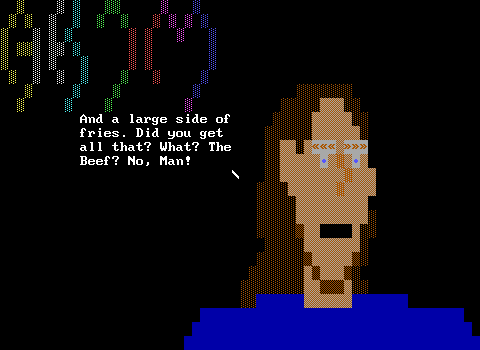 And a large side of
fries. Did you get
all that? What? The
Beef? No, Man!